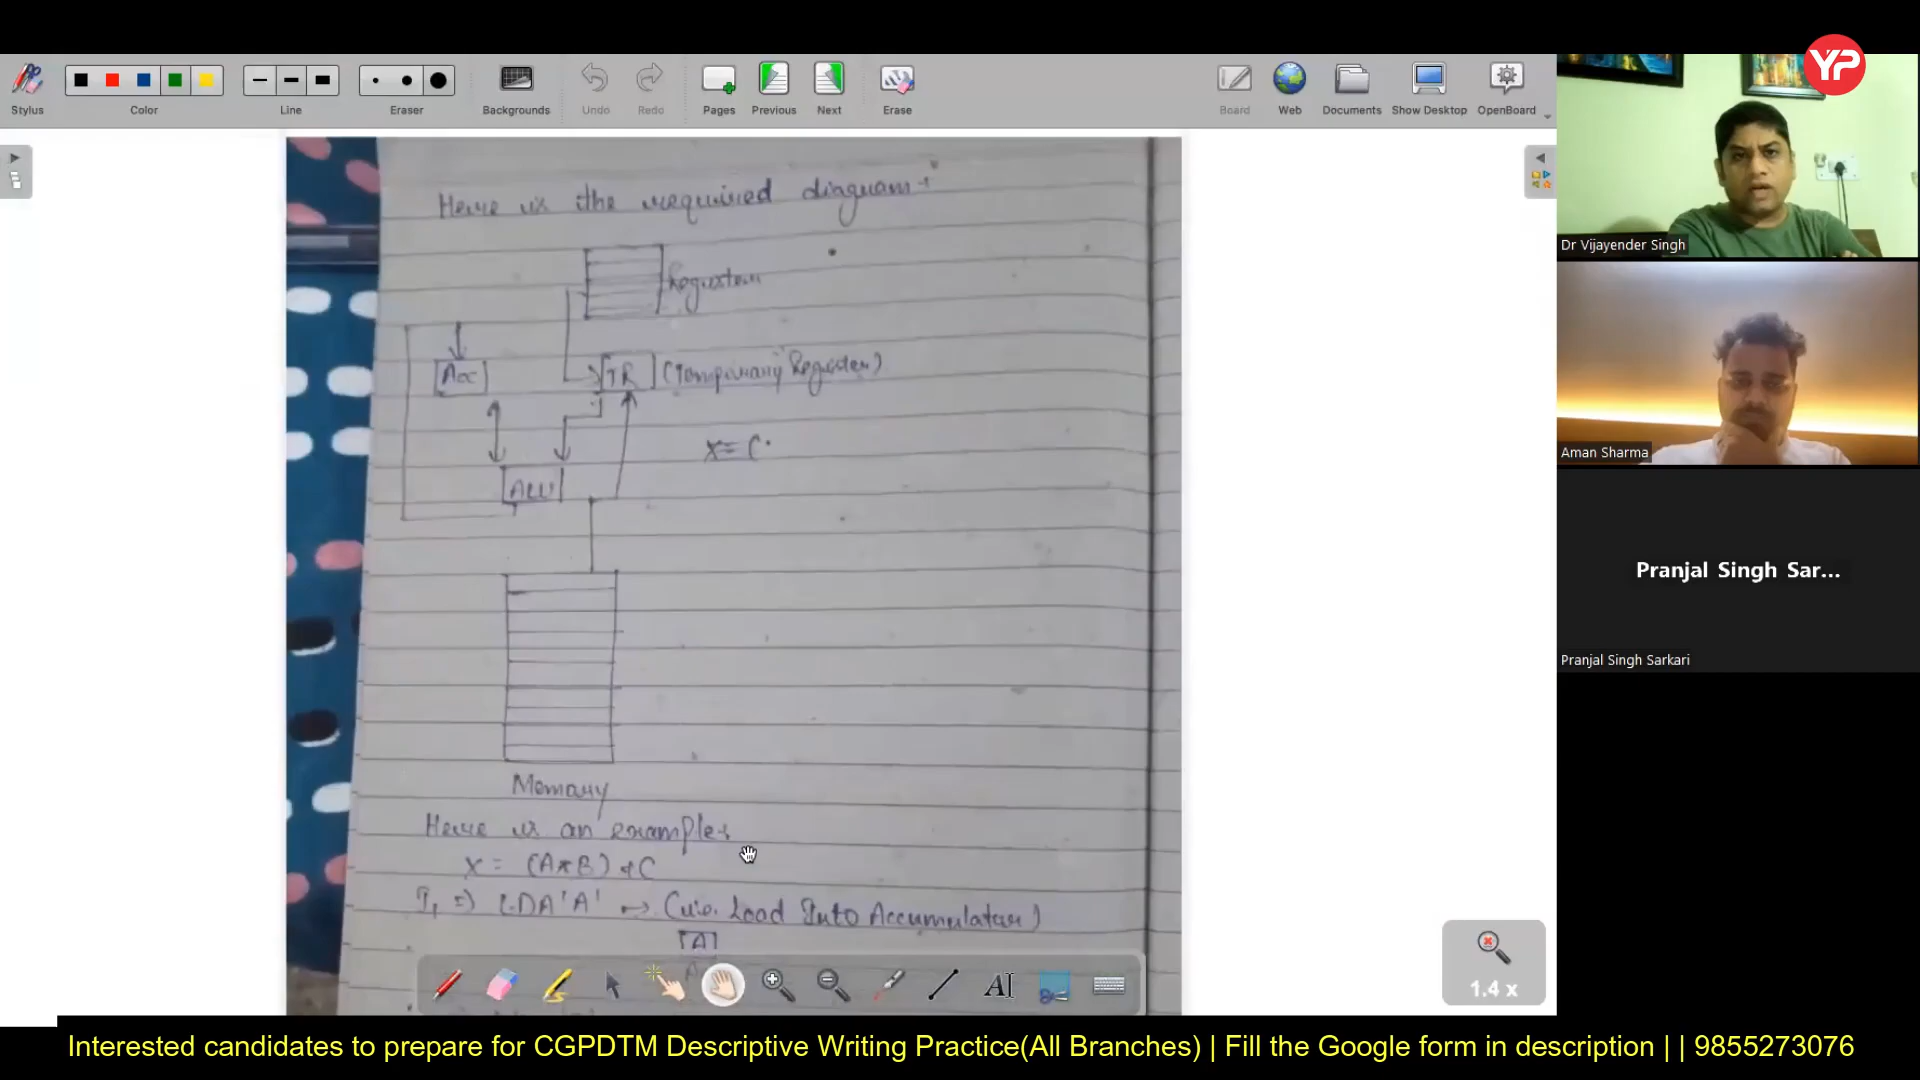 YP
Stylus
Color
Line
Eraser
Backgrounds
Undo
Redo
Pages
Previous
Next
Erase
Board
Web
Documents
Show Desktop
OpenBoard
Here is the required diagram:
Registers
Acc
TR (Temporary Register)
X = C
ALU
Memory
Here is an examples
X = (A*B) + C
I1 => LDA 'A' → (i.e. Load Into Accumulator)
[A]
1.4 x
Dr Vijayender Singh
Aman Sharma
Pranjal Singh Sar...
Pranjal Singh Sarkari
Interested candidates to prepare for CGPDTM Descriptive Writing Practice(All Branches) | Fill the Google form in description | | 9855273076